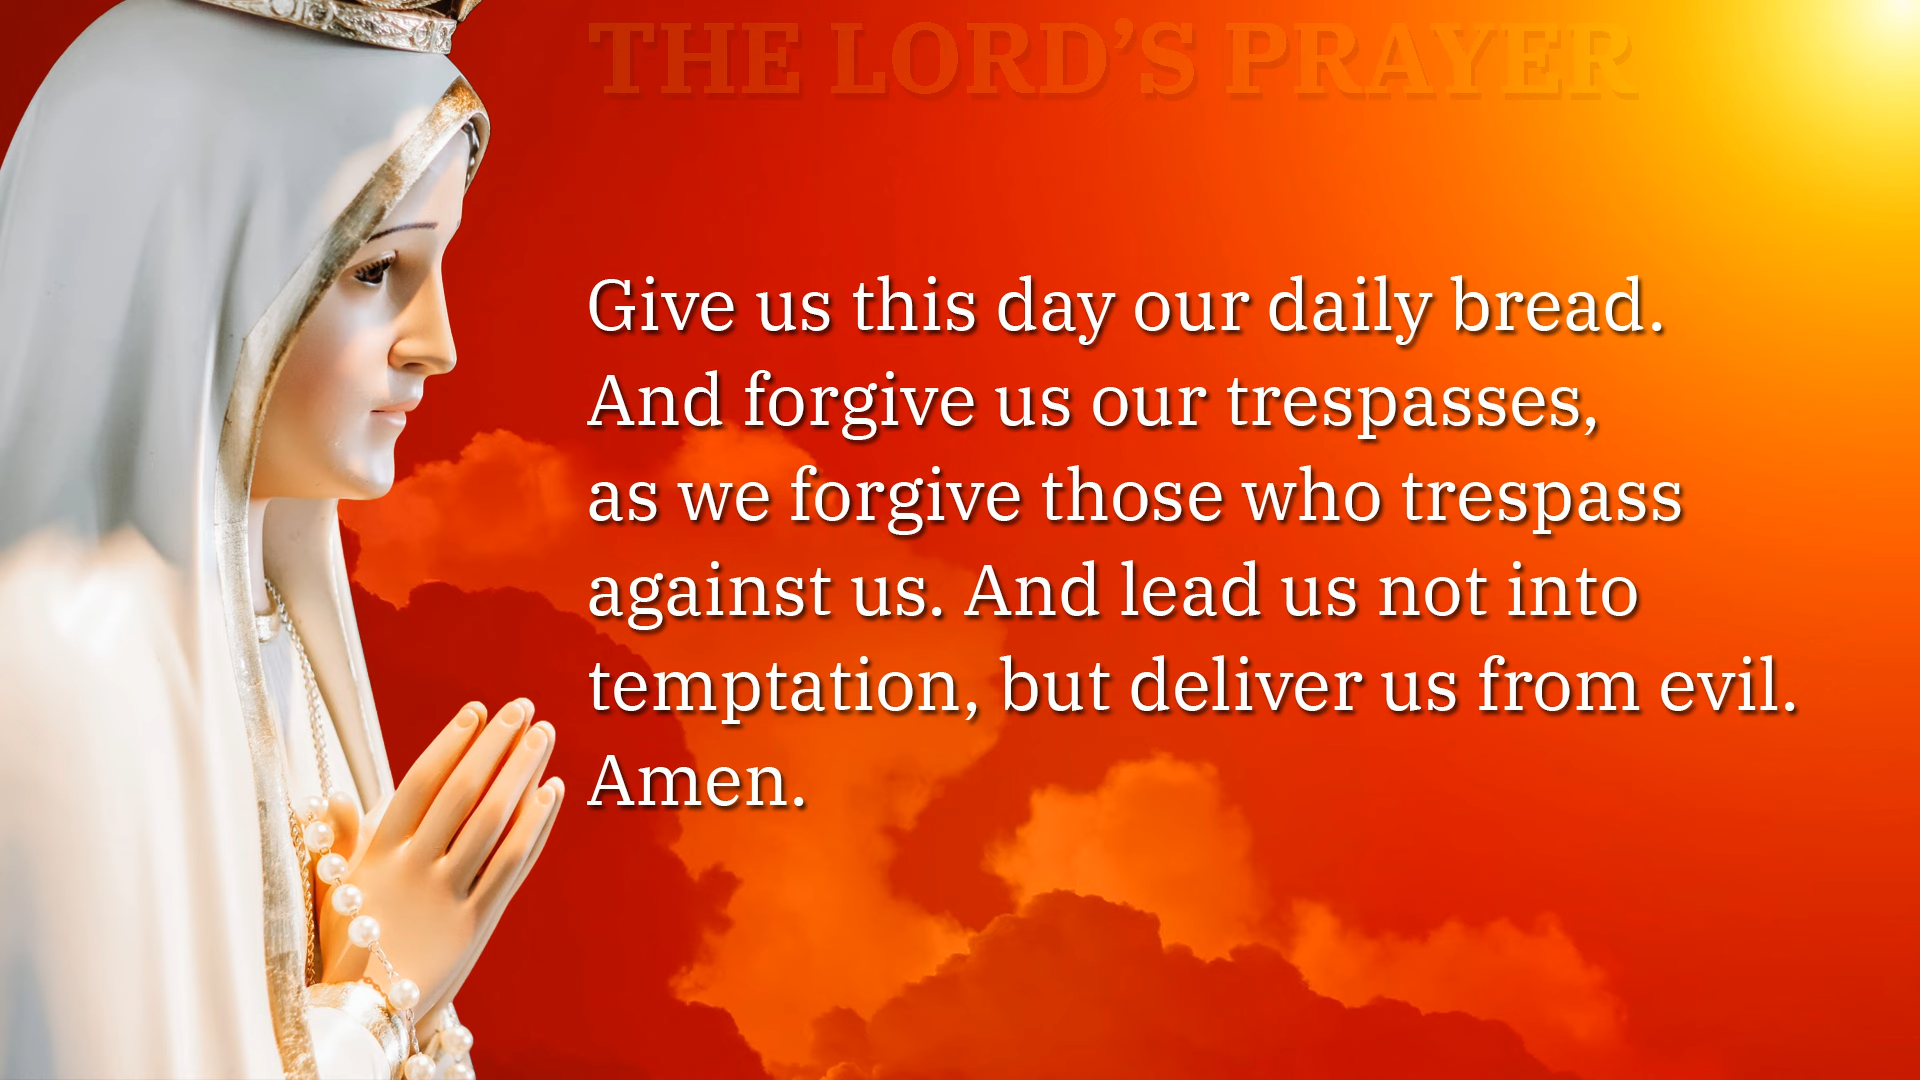 THE LORD’S PRAYER
Give us this day our daily bread.
And forgive us our trespasses,
as we forgive those who trespass
against us. And lead us not into
temptation, but deliver us from evil.
Amen.